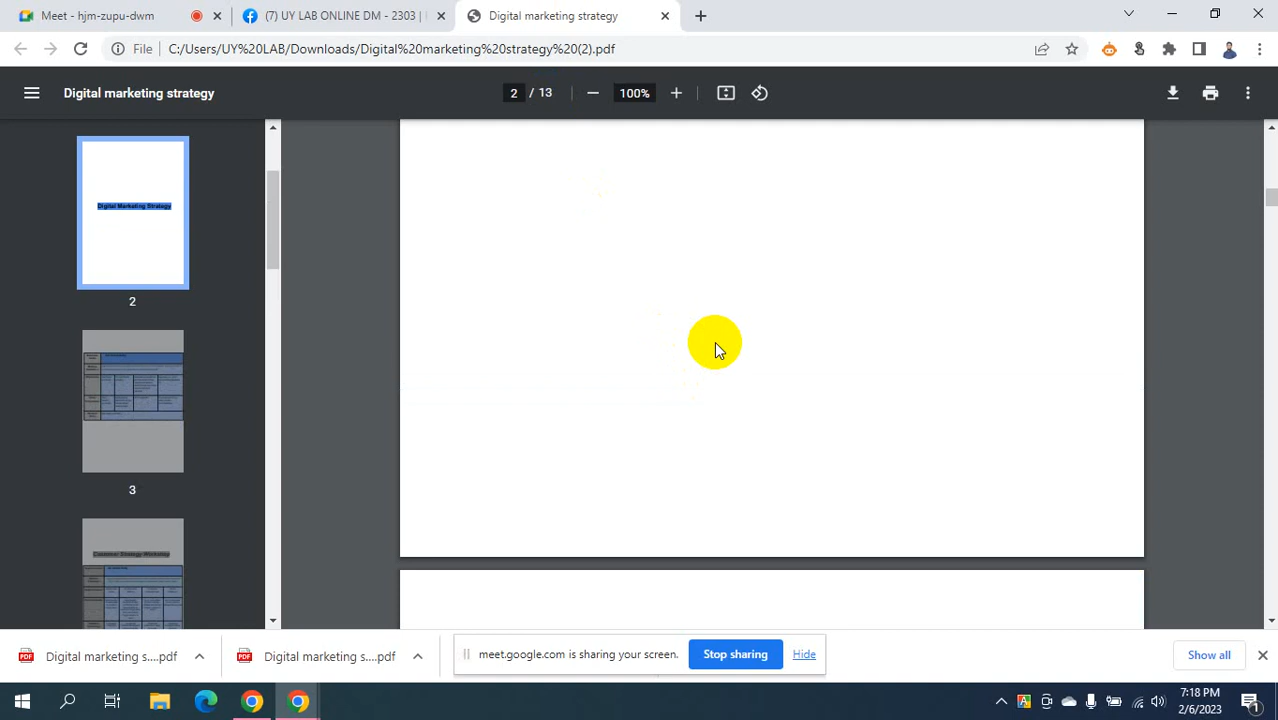 Meet - hjm-zupu-dwm
(7) UY LAB ONLINE DM - 2303 |
Digital marketing strategy
File
C:/Users/UY%20LAB/Downloads/Digital%20marketing%20strategy%20(2).pdf
Digital marketing strategy
2 / 13
100%
Digital Marketing Strategy
2
3
Customer Strategy Workshop
Digital marketing s....pdf
Digital marketing s....pdf
meet.google.com is sharing your screen.
Stop sharing
Hide
Show all
7:18 PM
2/6/2023
1